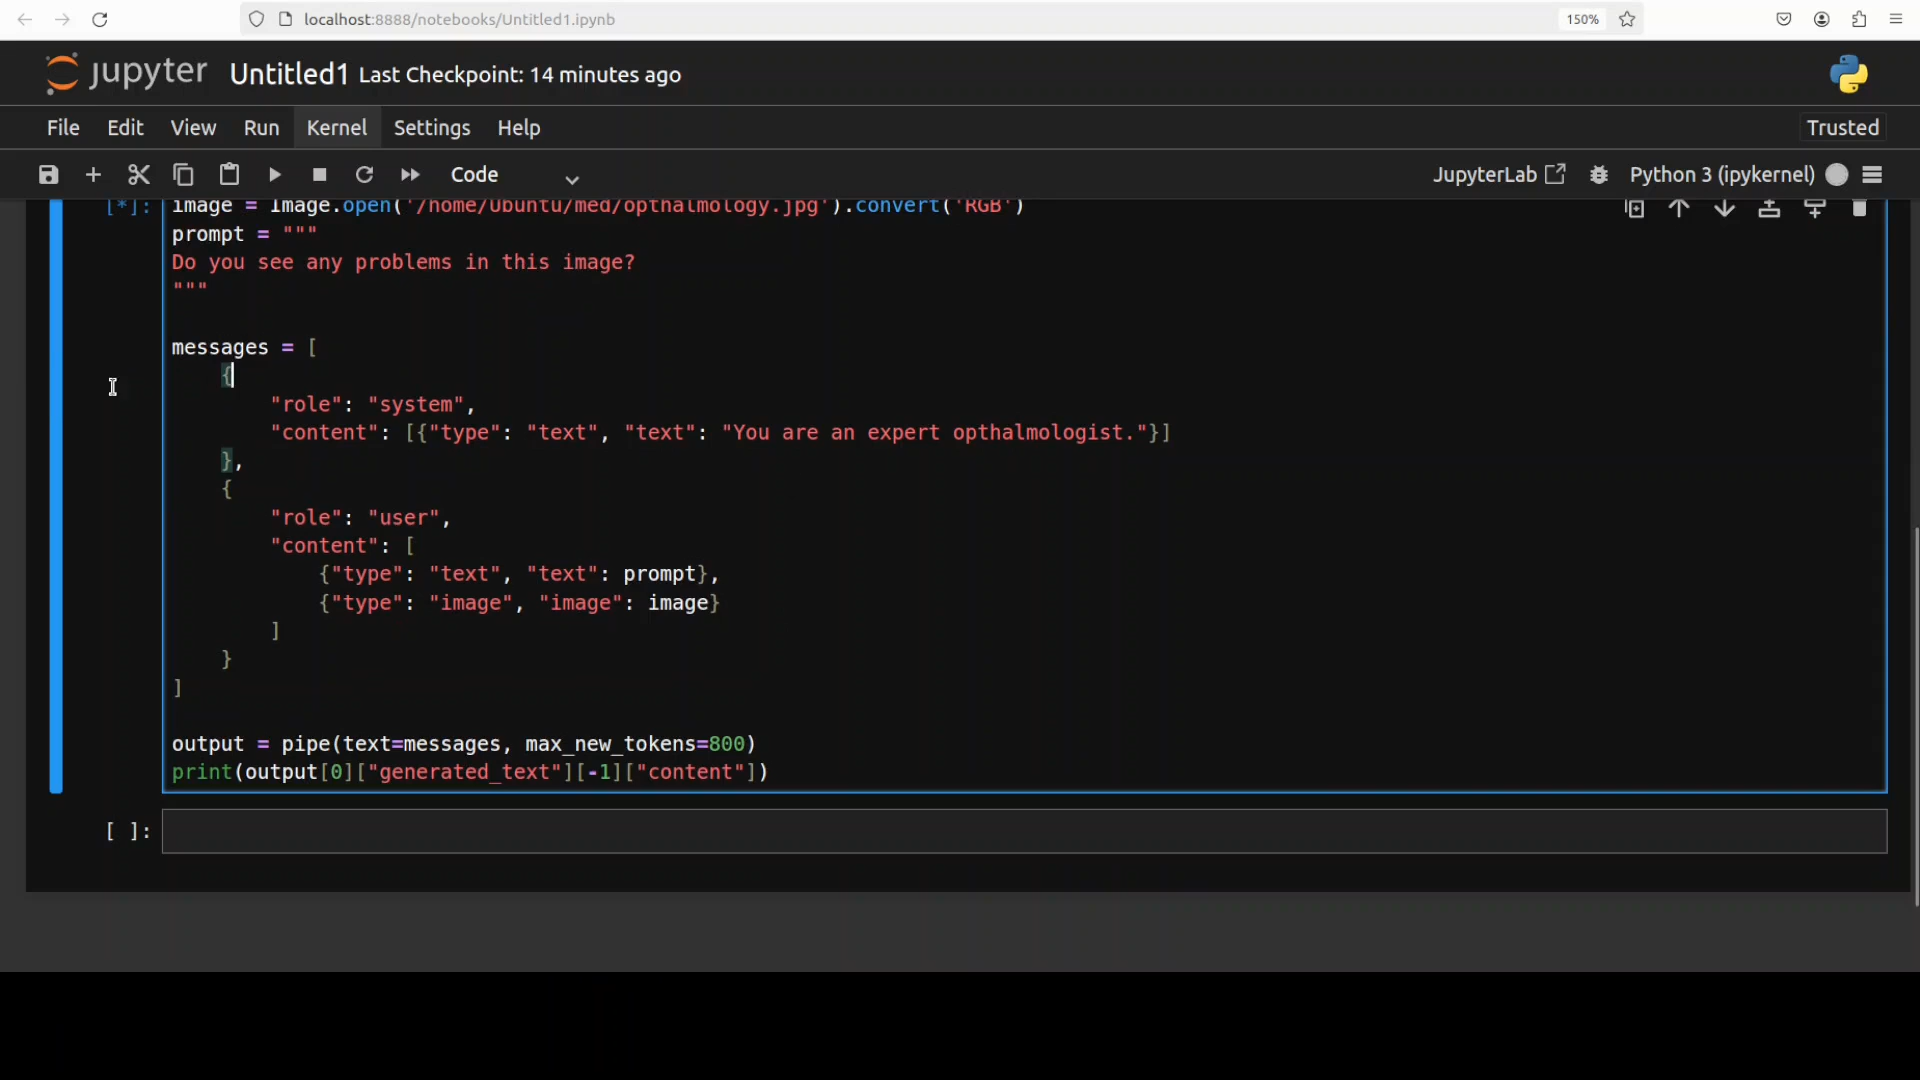 localhost:8888/notebooks/Untitled1.ipynb
150%
jupyter Untitled1 Last Checkpoint: 14 minutes ago
File Edit View Run Kernel Settings Help
Trusted
Code
JupyterLab
Python 3 (ipykernel)
[*]:
image = Image.open('/home/Ubuntu/med/opthalmology.jpg').convert('RGB')
prompt = """
Do you see any problems in this image?
"""
messages = [
{
"role": "system",
"content": [{"type": "text", "text": "You are an expert opthalmologist."}]
},
{
"role": "user",
"content": [
{"type": "text", "text": prompt},
{"type": "image", "image": image}
]
}
]
output = pipe(text=messages, max_new_tokens=800)
print(output[0]["generated_text"][-1]["content"])
[ ]: